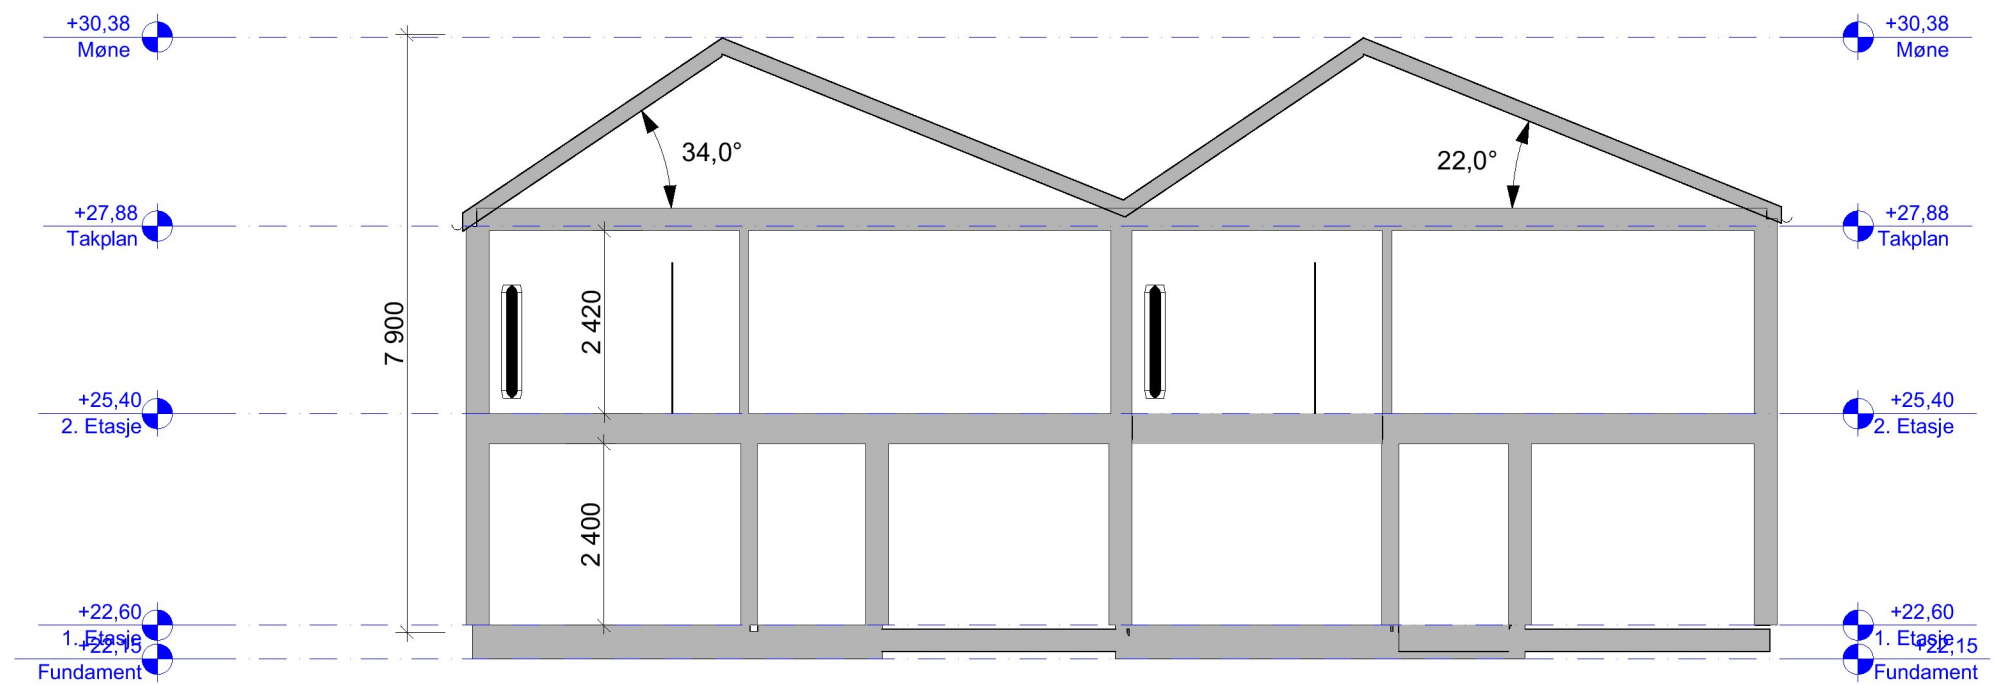 +30,38
Møne
+30,38
Møne
34,0°
22,0°
+27,88
Takplan
+27,88
Takplan
7 900
2 420
+25,40
2. Etasje
+25,40
2. Etasje
2 400
+22,60
1. Etasje
+22,15
Fundament
+22,60
1. Etasje
+22,15
Fundament